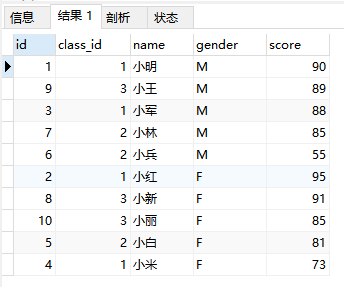 信息 结果 1 剖析 状态
id class_id name gender score
1 1 小明 M 90
9 3 小王 M 89
3 1 小军 M 88
7 2 小林 M 85
6 2 小兵 M 55
2 1 小红 F 95
8 3 小新 F 91
10 3 小丽 F 85
5 2 小白 F 81
4 1 小米 F 73